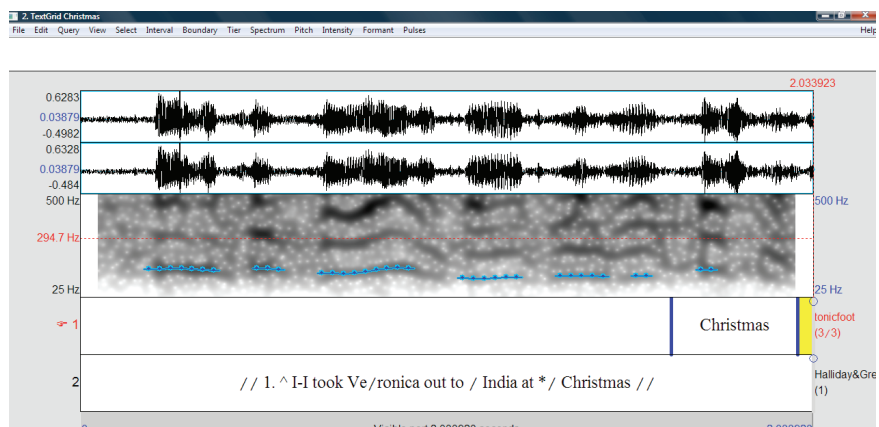 2. TextGrid Christmas
File Edit Query View Select Interval Boundary Tier Spectrum Pitch Intensity Formant Pulses Help
2.033923
0.6283
0.03879
-0.4982
0.6328
0.03879
-0.484
500 Hz 500 Hz
294.7 Hz
25 Hz 25 Hz
1 Christmas tonicfoot
(3/3)
2 // 1. ^ I-I took Ve/ronica out to / India at */ Christmas // Halliday&Gre
(1)